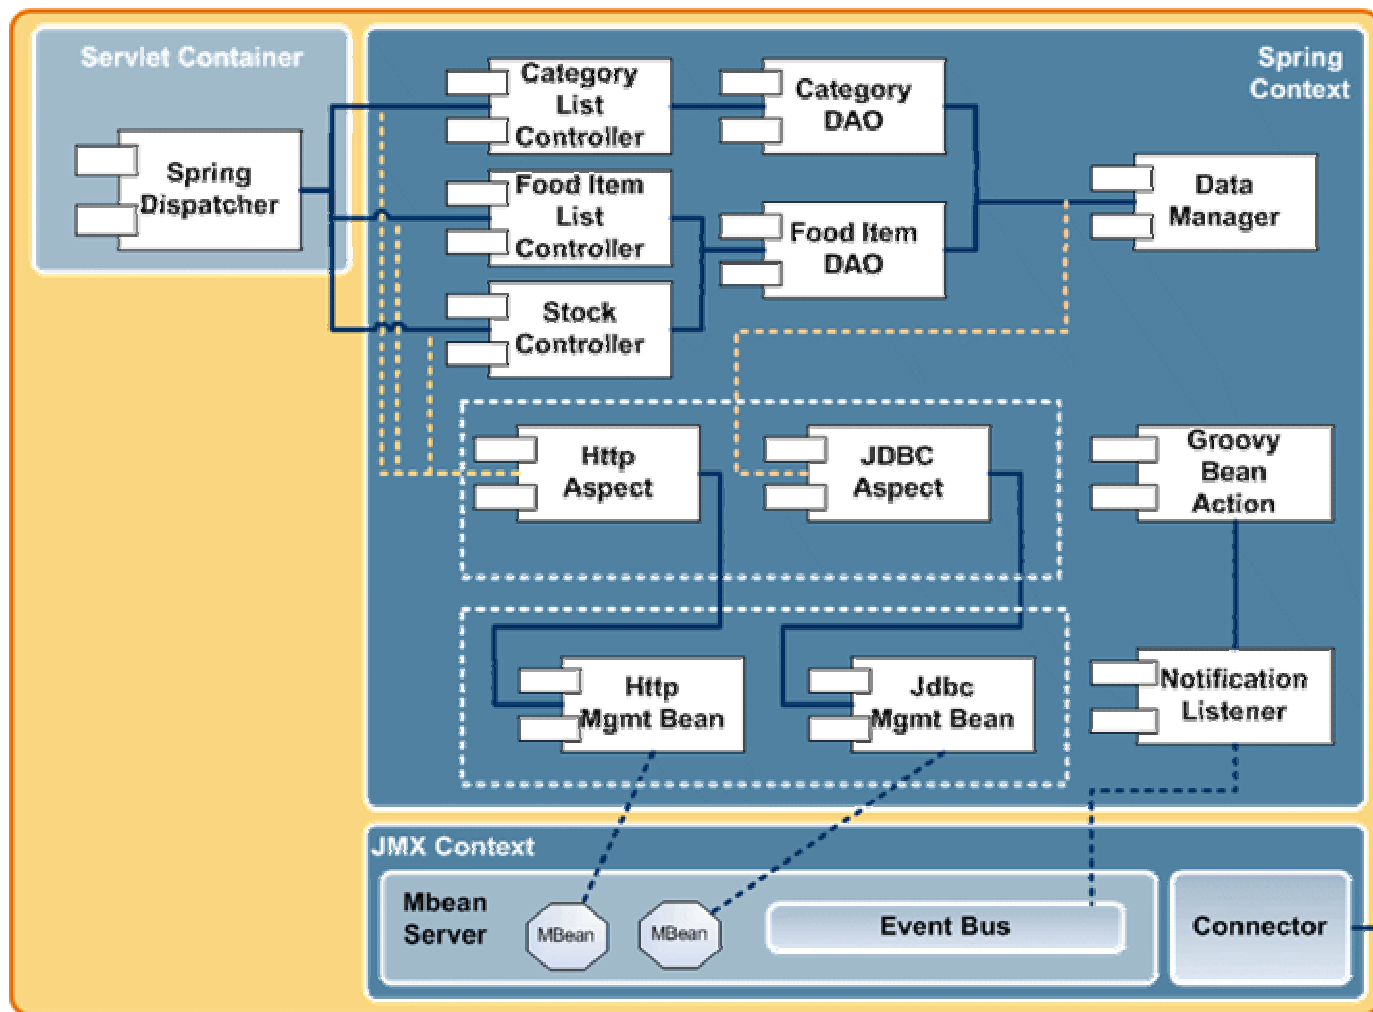 Servlet Container
Spring
Dispatcher
Spring
Context
Category
List
Controller
Category
DAO
Food Item
List
Controller
Food Item
DAO
Data
Manager
Stock
Controller
Http
Aspect
JDBC
Aspect
Groovy
Bean
Action
Http
Mgmt Bean
Jdbc
Mgmt Bean
Notification
Listener
JMX Context
Mbean
Server
MBean
MBean
Event Bus
Connector